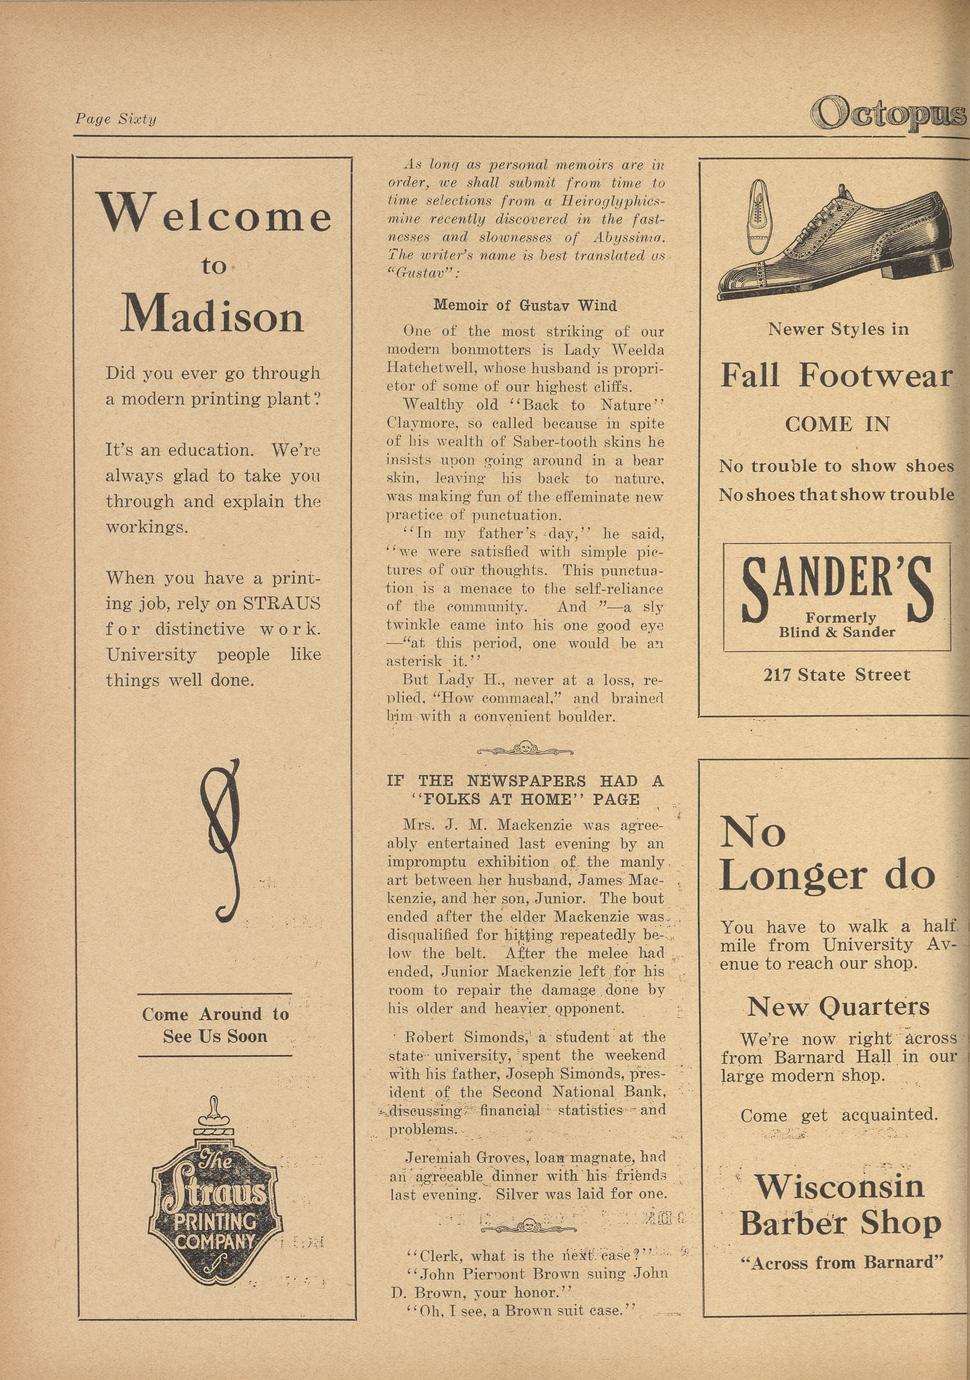 Page Sixty
Octopus
Welcome
to
Madison
Did you ever go through
a modern printing plant?
It's an education. We're
always glad to take you
through and explain the
workings.
When you have a print-
ing job, rely on STRAUS
for distinctive work.
University people like
things well done.
Come Around to
See Us Soon
The
Straus
PRINTING
COMPANY
As long as personal memoirs are in
order, we shall submit from time to
time selections from a Heiroglyphics-
mine recently discovered in the fast-
nesses and slownesses of Abyssinia.
The writer's name is best translated as
"Gustav":
Memoir of Gustav Wind
One of the most striking of our
modern bonmotters is Lady Weelda
Hatchetwell, whose husband is propri-
etor of some of our highest cliffs.
Wealthy old "Back to Nature"
Claymore, so called because in spite
of his wealth of Saber-tooth skins he
insists upon going around in a bear
skin, leaving his back to nature,
was making fun of the effeminate new
practice of punctuation.
"In my father's day," he said,
"we were satisfied with simple pic-
tures of our thoughts. This punctua-
tion is a menace to the self-reliance
of the community. And "—a sly
twinkle came into his one good eye
—"at this period, one would be an
asterisk it."
But Lady H., never at a loss, re-
plied, "How commacal," and brained
him with a convenient boulder.
IF THE NEWSPAPERS HAD A
"FOLKS AT HOME" PAGE
Mrs. J. M. Mackenzie was agree-
ably entertained last evening by an
impromptu exhibition of the manly
art between her husband, James Mac-
kenzie, and her son, Junior. The bout
ended after the elder Mackenzie was
disqualified for hitting repeatedly be-
low the belt. After the melee had
ended, Junior Mackenzie left for his
room to repair the damage done by
his older and heavier opponent.
Robert Simonds, a student at the
state university, spent the weekend
with his father, Joseph Simonds, pres-
ident of the Second National Bank,
discussing financial statistics and
problems.
Jeremiah Groves, loan magnate, had
an agreeable dinner with his friends
last evening. Silver was laid for one.
"Clerk, what is the next case?"
"John Pierpont Brown suing John
D. Brown, your honor."
"Oh, I see, a Brown suit case."
Newer Styles in
Fall Footwear
COME IN
No trouble to show shoes
No shoes that show trouble
SANDER'S
Formerly
Blind & Sander
217 State Street
No
Longer do
You have to walk a half
mile from University Av-
enue to reach our shop.
New Quarters
We're now right across
from Barnard Hall in our
large modern shop.
Come get acquainted.
Wisconsin
Barber Shop
"Across from Barnard"